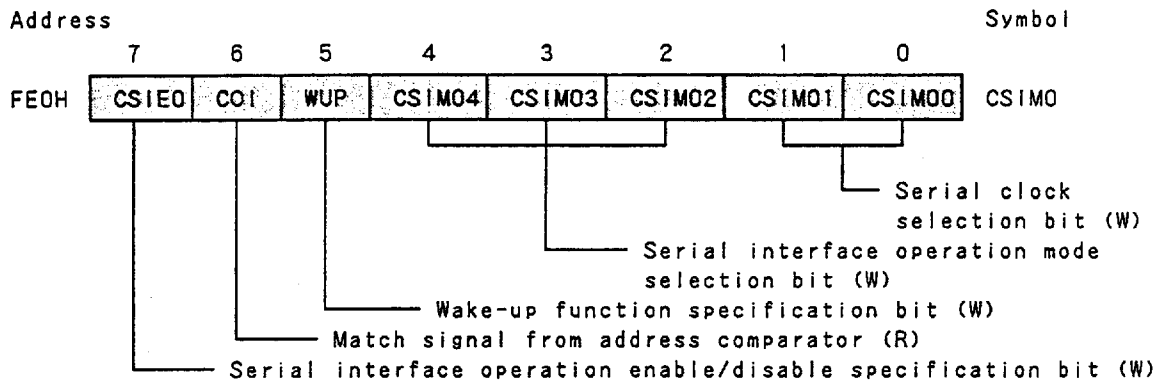 Address Symbol
7 6 5 4 3 2 1 0
FE0H CSIE0 COI WUP CSIM04 CSIM03 CSIM02 CSIM01 CSIM00 CSIM0
Serial clock
selection bit (W)
Serial interface operation mode
selection bit (W)
Wake-up function specification bit (W)
Match signal from address comparator (R)
Serial interface operation enable/disable specification bit (W)